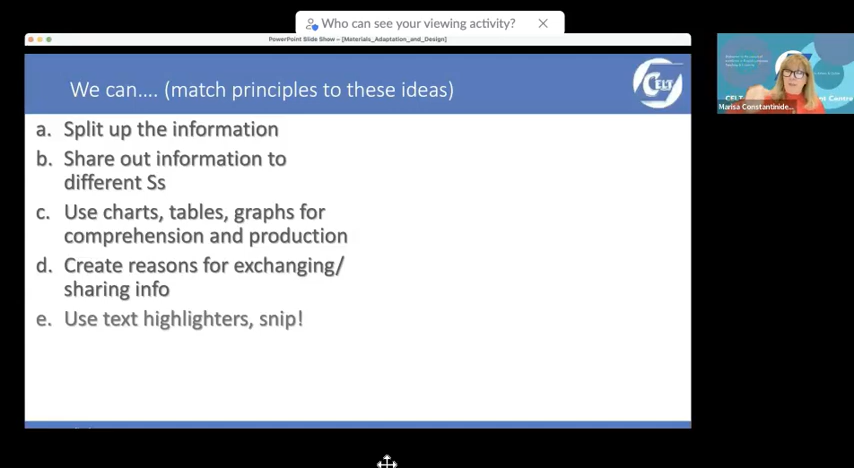 Who can see your viewing activity?
PowerPoint Slide Show – [Materials_Adaptation_and_Design]
We can.... (match principles to these ideas)
CELT
a. Split up the information
b. Share out information to
different Ss
c. Use charts, tables, graphs for
comprehension and production
d. Create reasons for exchanging/
sharing info
e. Use text highlighters, snip!
Marisa Constantinide...